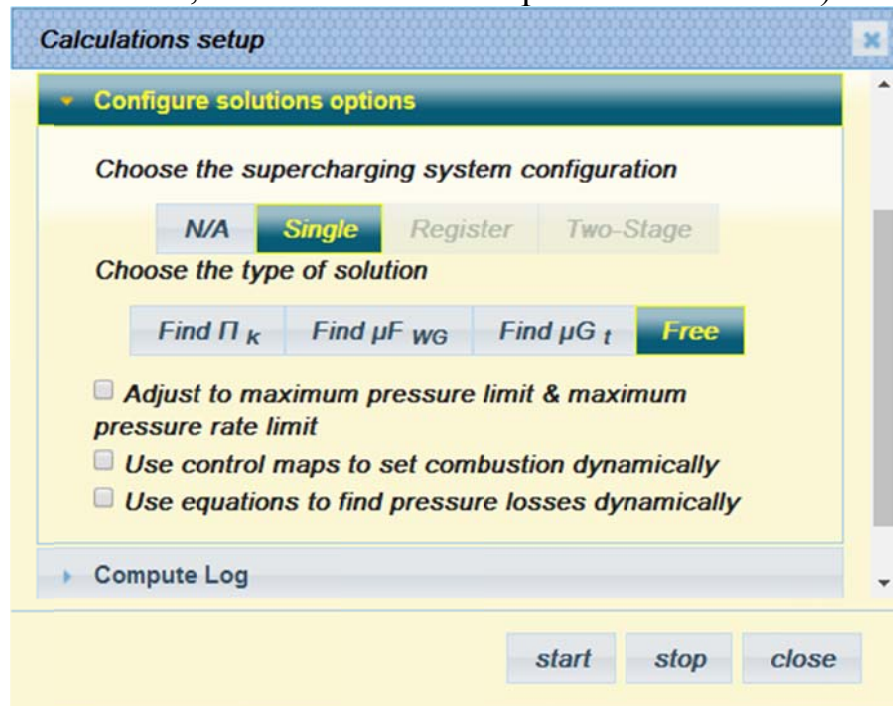 Calculations setup
Configure solutions options
Choose the supercharging system configuration
N/A Single Register Two-Stage
Choose the type of solution
Find Π K Find μF WG Find μG t Free
Adjust to maximum pressure limit & maximum
pressure rate limit
Use control maps to set combustion dynamically
Use equations to find pressure losses dynamically
Compute Log
start stop close